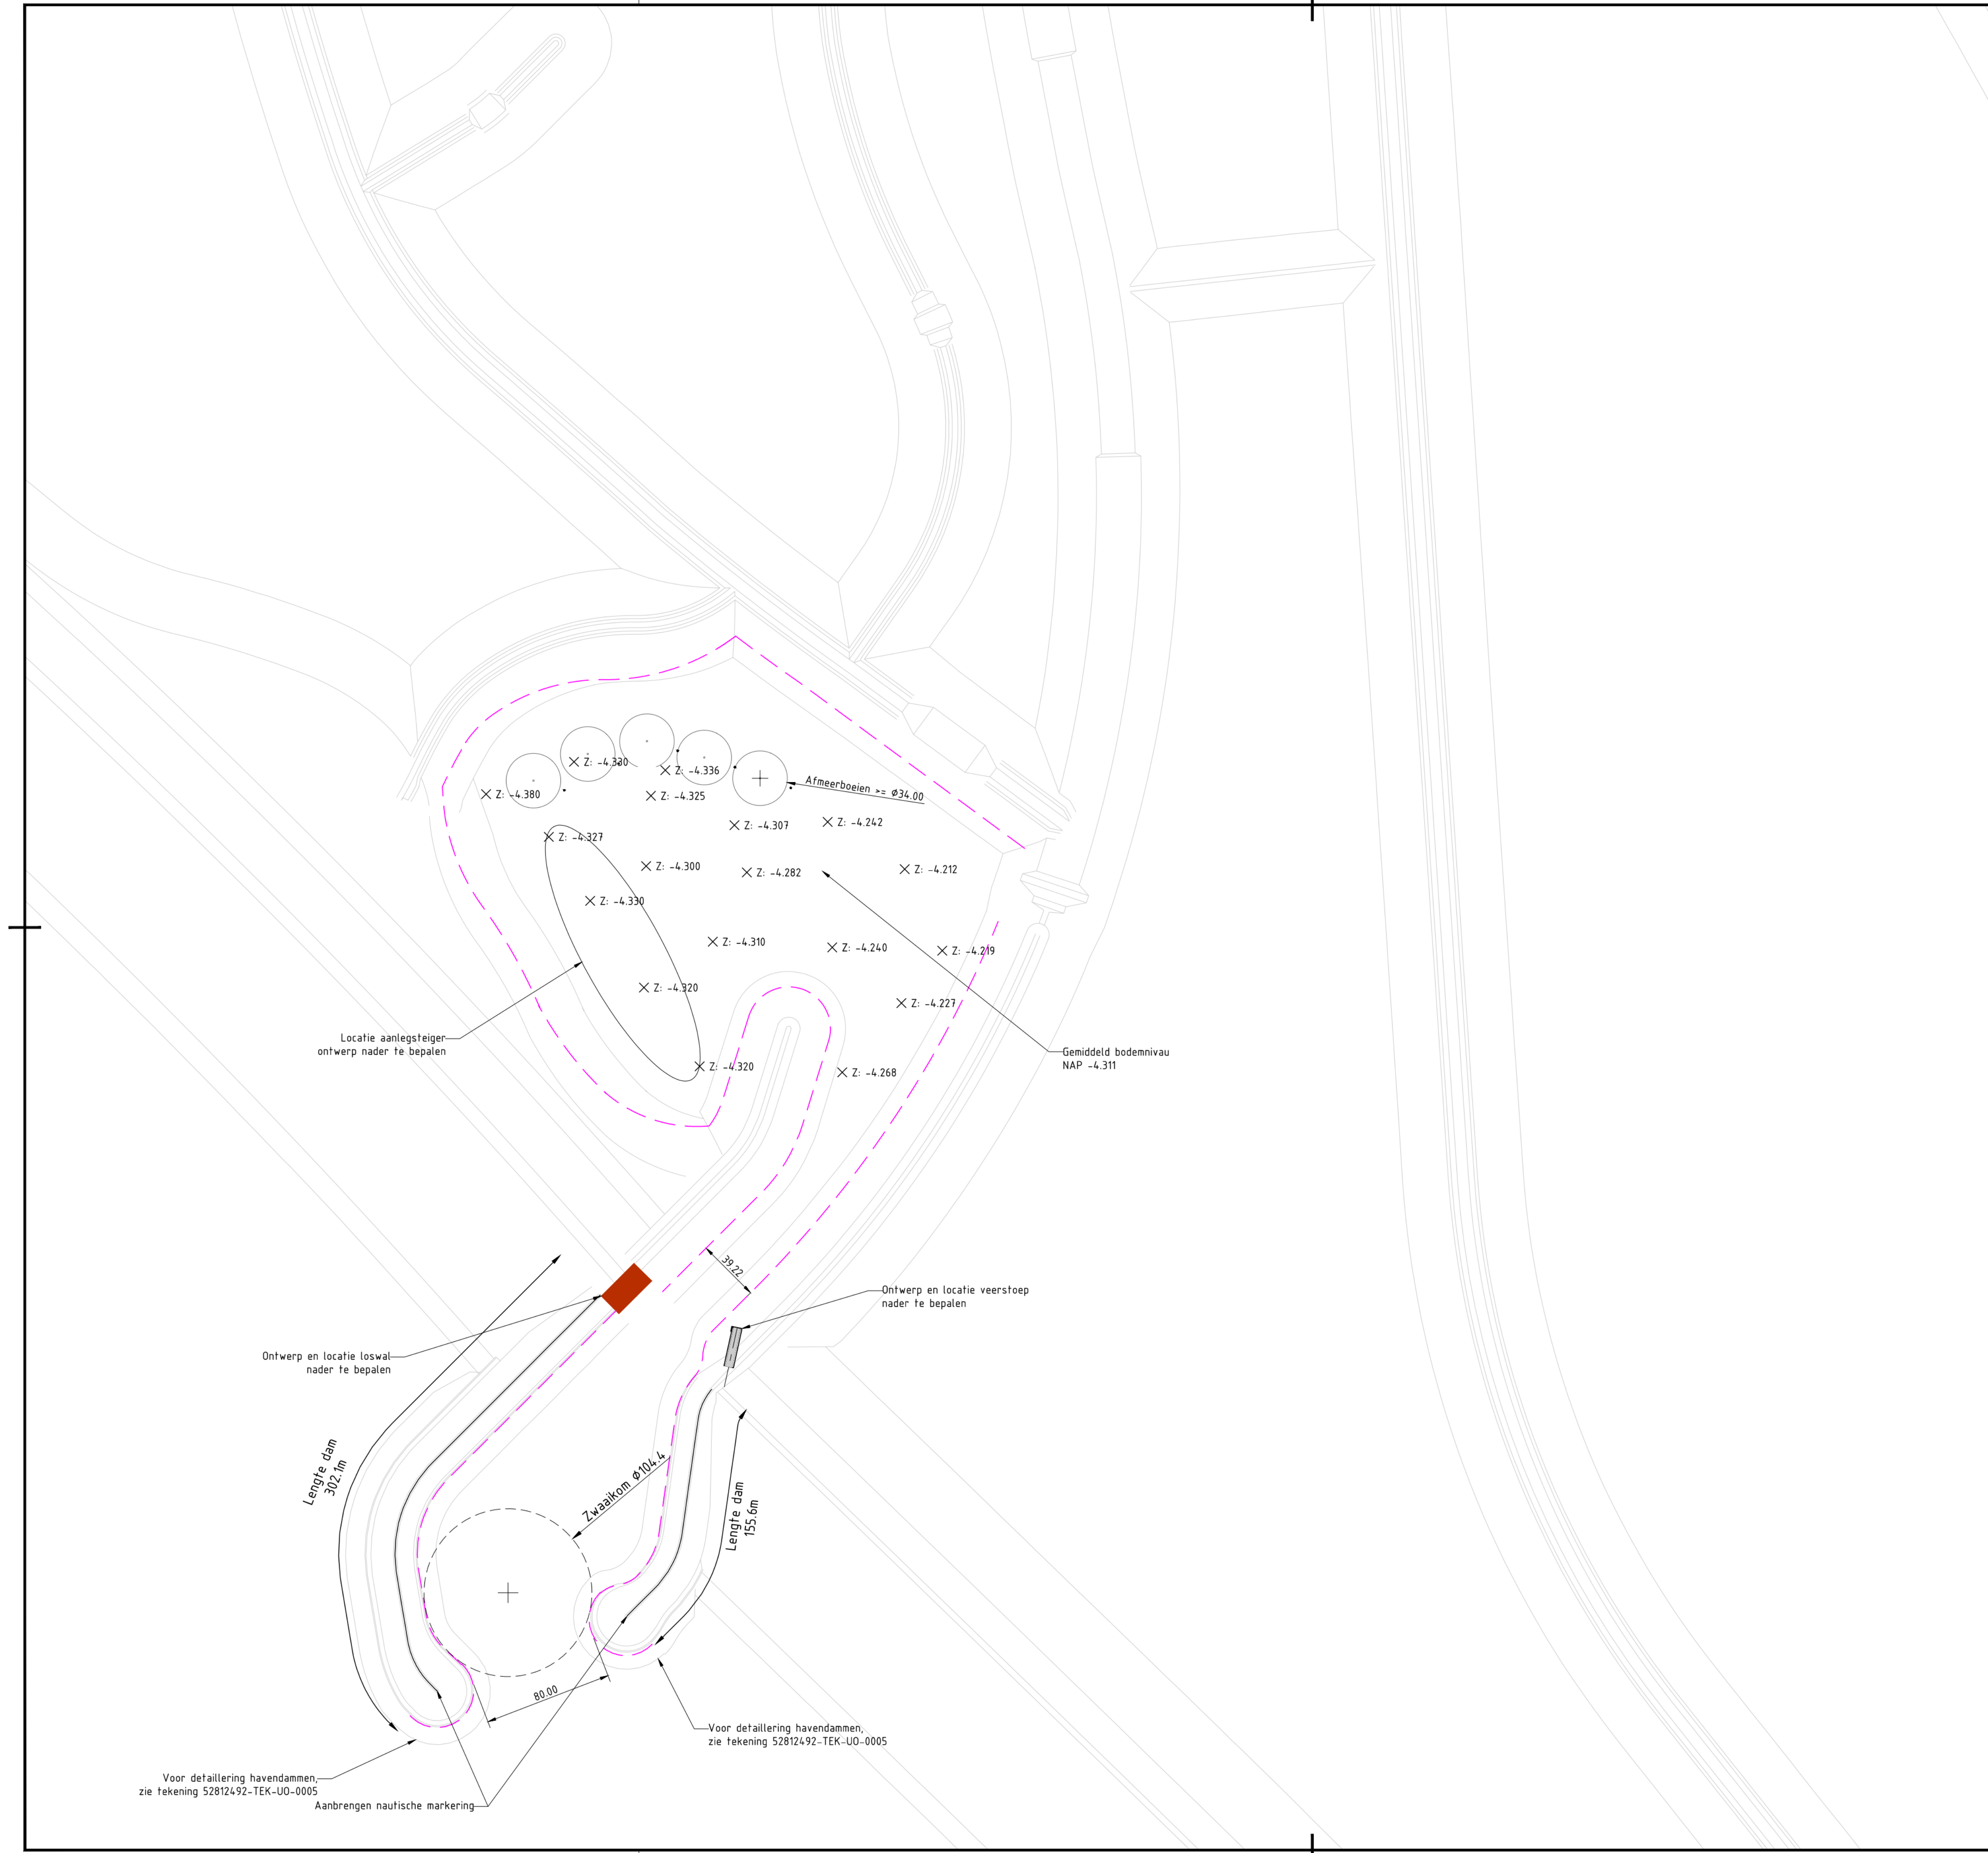 Z: -4.330
Z: -4.336
Afmeerboeien >= Ø34.00
Z: -4.380
Z: -4.325
Z: -4.307
Z: -4.242
Z: -4.327
Z: -4.300
Z: -4.282
Z: -4.212
Z: -4.330
Z: -4.310
Z: -4.240
Z: -4.219
Z: -4.320
Z: -4.227
Locatie aanlegsteiger
ontwerp nader te bepalen
Gemiddeld bodemnivau
NAP -4.311
Z: -4.320
Z: -4.268
39.22
Ontwerp en locatie veerstoep
nader te bepalen
Ontwerp en locatie loswal
nader te bepalen
Lengte dam
302.1m
Zwaaikom Ø104.4
Lengte dam
155.6m
80.00
Voor detaillering havendammen,
zie tekening 52812492-TEK-UO-0005
Voor detaillering havendammen,
zie tekening 52812492-TEK-UO-0005
Aanbrengen nautische markering